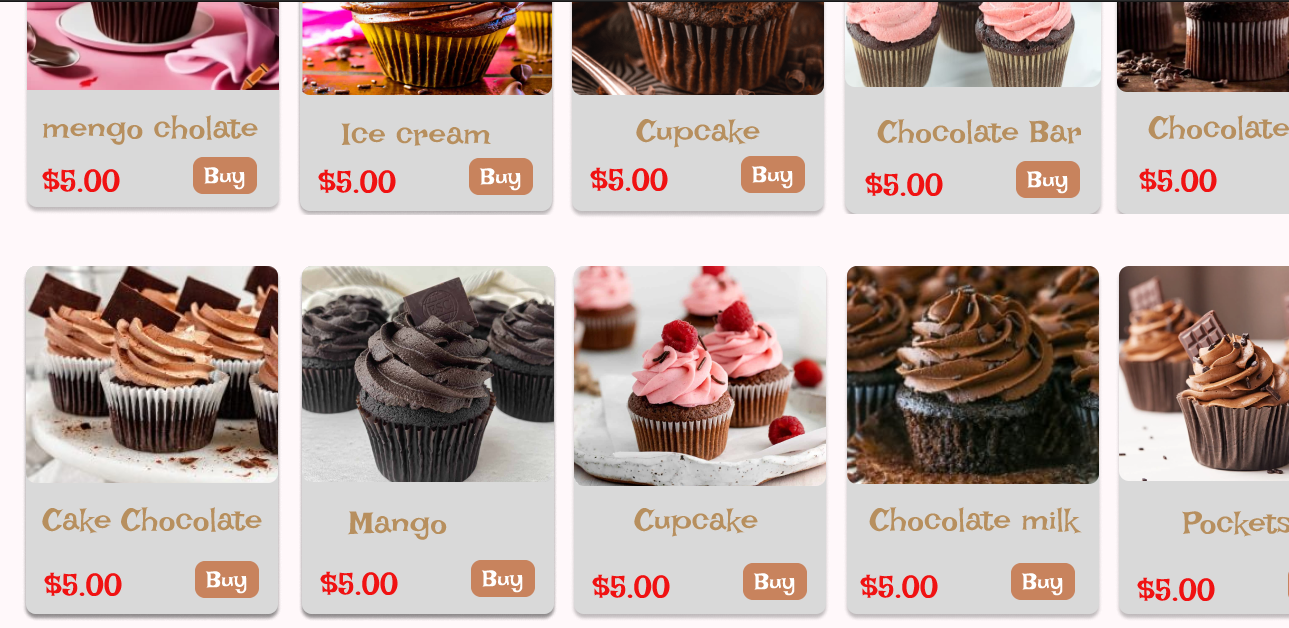 mengo cholate
Ice cream
Cupcake
Chocolate Bar
Chocolate
$5.00 Buy
$5.00 Buy
$5.00 Buy
$5.00 Buy
$5.00
Cake Chocolate
Mango
Cupcake
Chocolate milk
Pockets
$5.00 Buy
$5.00 Buy
$5.00 Buy
$5.00 Buy
$5.00